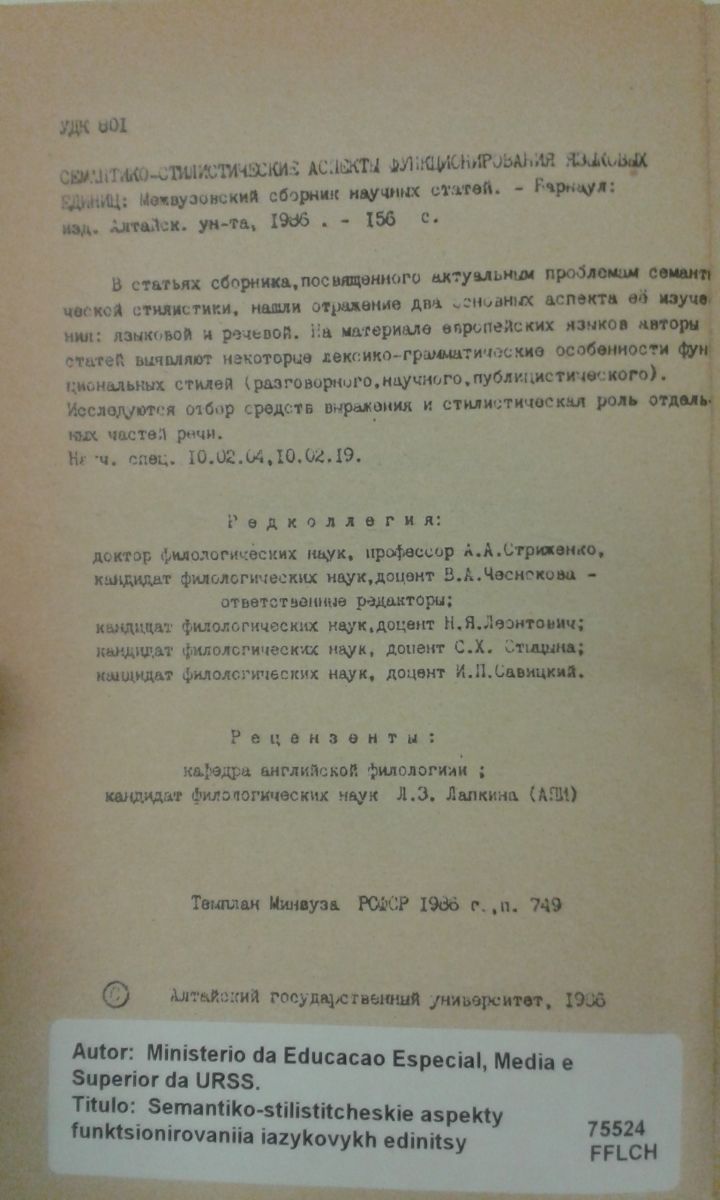 УДК 801
СЕМАНТИКО-СТИЛИСТИЧЕСКИЕ АСПЕКТЫ ФУНКЦИОНИРОВАНИЯ ЯЗЫКОВЫХ
ЕДИНИЦ: Межвузовский сборник научных статей. - Барнаул:
изд. Алтайск. ун-та, 1986 . - 156 с.
В статьях сборника,посвященного актуальным проблемам семанти
ческой стилистики, нашли отражение два основных аспекта её изуче
ния: языковой и речевой. На материале европейских языков авторы
статей выявляют некоторые лексико-грамматические особенности фун
циональных стилей (разговорного,научного,публицистического).
Исследуются отбор средств выражения и стилистическая роль отдель-
ных частей речи.
Науч. спец. 10.02.04,10.02.19.
Редколлегия:
доктор филологических наук, профессор А.А.Стриженко,
кандидат филологических наук,доцент В.А.Чеснокова -
ответственные редакторы;
кандидат филологических наук,доцент Н.Я.Леонтович;
кандидат филологических наук, доцент С.Х.
кандидат филологических наук, доцент И.П.Савицкий.
Рецензенты:
кафедра английской филологиии ;
кандидат филологических наук Л.З. Лапкина (АПИ)
Темплан Минвуза РСФСР 1986 г.,п. 749
© Алтайский государственный университет, 1986
Autor: Ministerio da Educacao Especial, Media e
Superior da URSS.
Titulo: Semantiko-stilistitcheskie aspekty
funktsionirovaniia iazykovykh edinitsy
75524
FFLCH